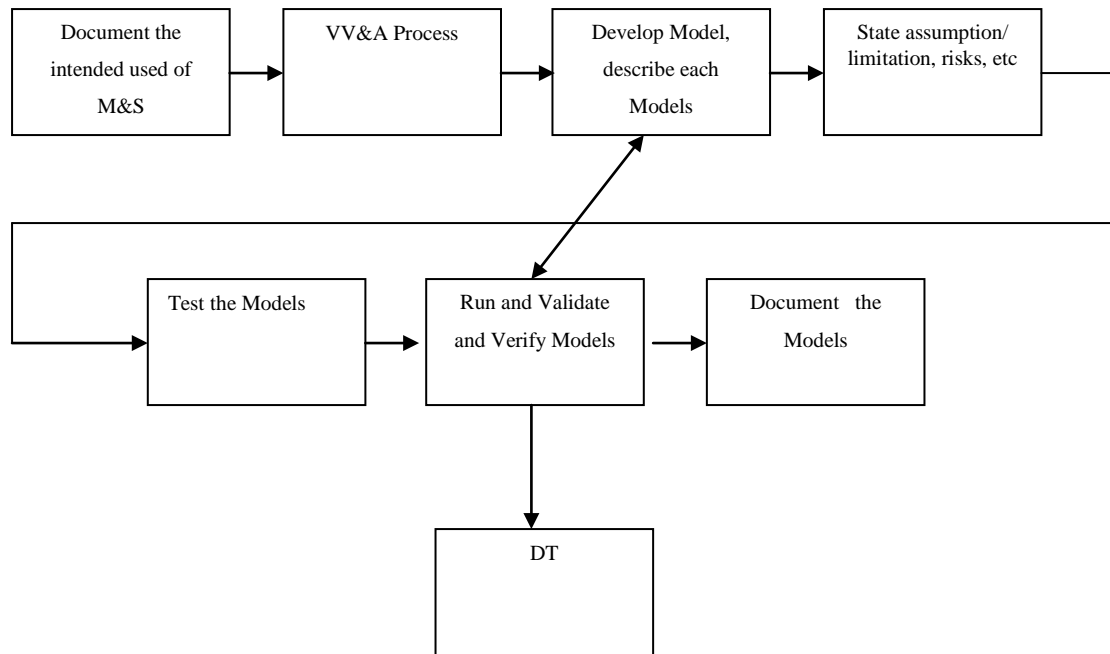 Document the
intended used of
M&S
VV&A Process
Develop Model,
describe each
Models
State assumption/
limitation, risks, etc
Test the Models
Run and Validate
and Verify Models
Document the
Models
DT